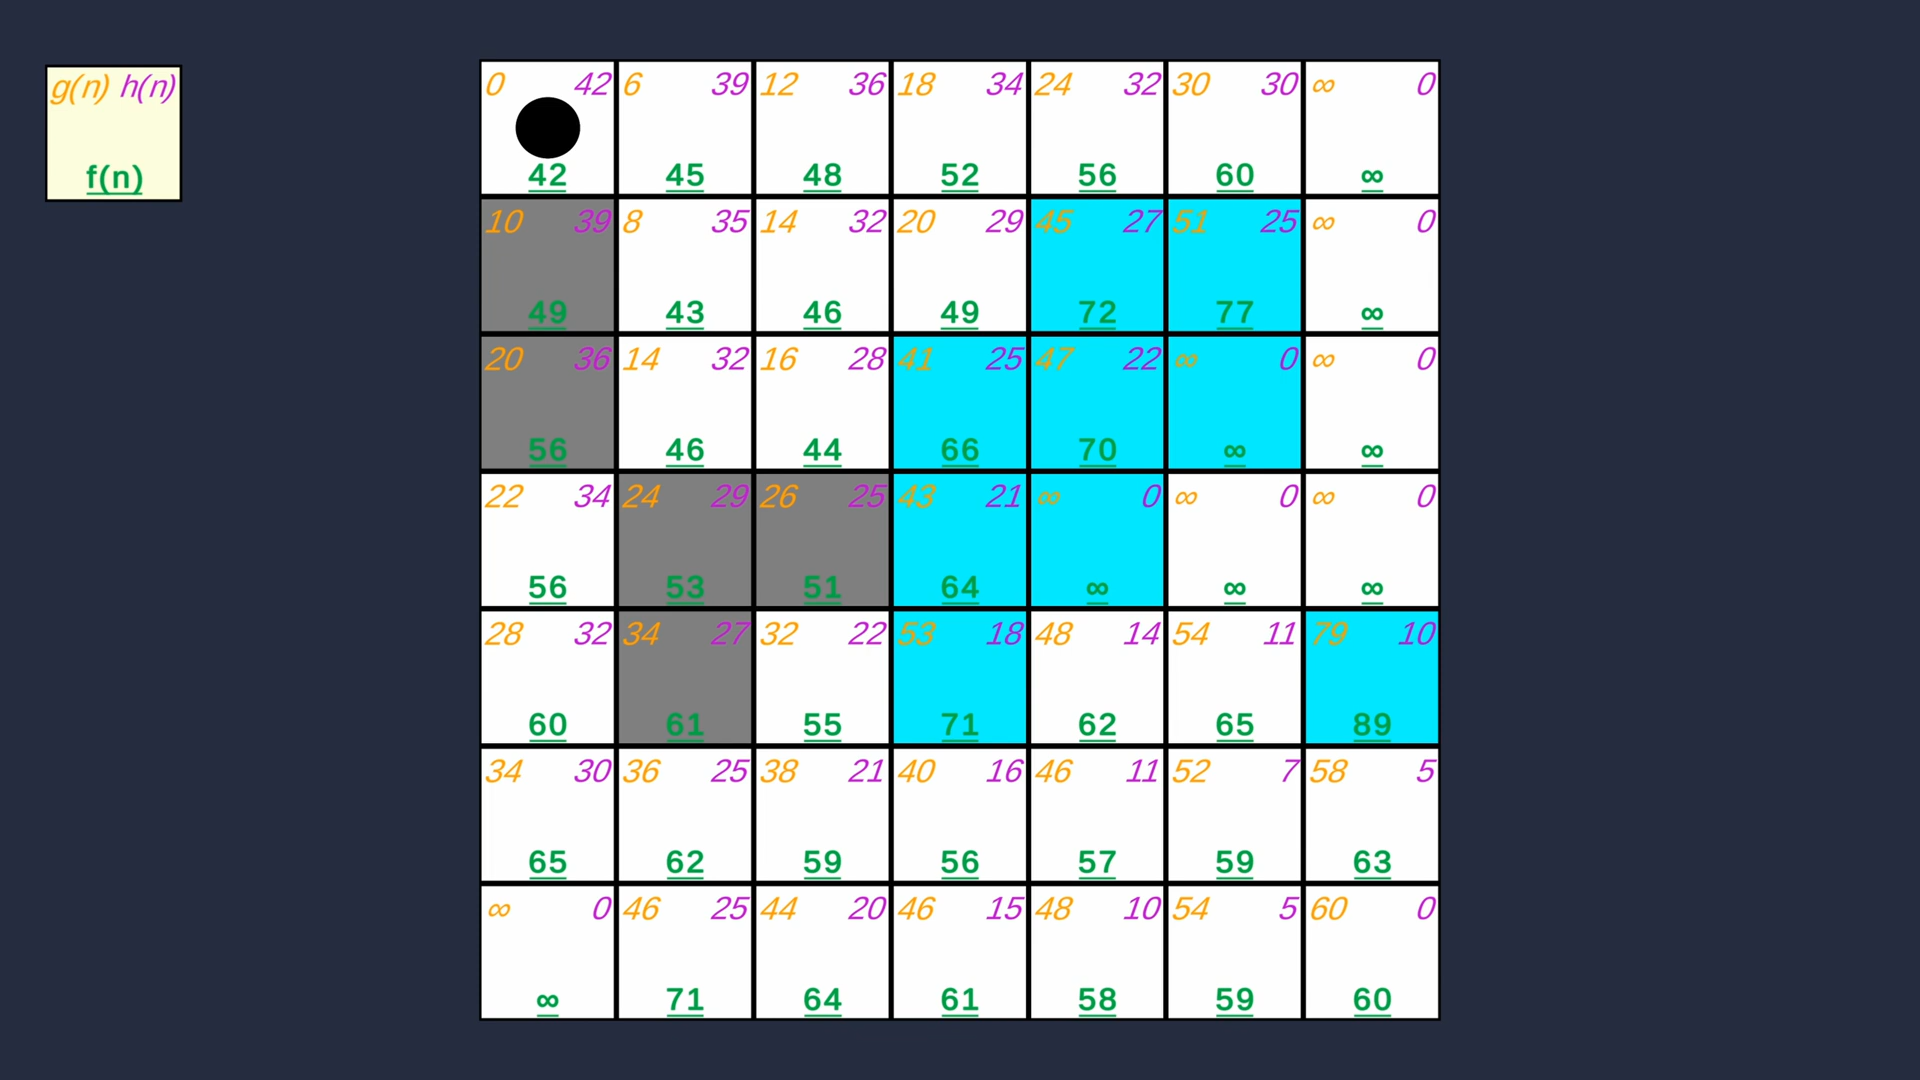 g(n) h(n)
f(n)
0 42 6 39 12 36 18 34 24 32 30 30 ∞ 0
42 45 48 52 56 60 ∞
10 39 8 35 14 32 20 29 45 27 51 25 ∞ 0
49 43 46 49 72 77 ∞
20 36 14 32 16 28 41 25 47 22 ∞ 0 ∞ 0
56 46 44 66 70 ∞ ∞
22 34 24 29 26 25 43 21 ∞ 0 ∞ 0 ∞ 0
56 53 51 64 ∞ ∞ ∞
28 32 34 27 32 22 53 18 48 14 54 11 79 10
60 61 55 71 62 65 89
34 30 36 25 38 21 40 16 46 11 52 7 58 5
65 62 59 56 57 59 63
∞ 0 46 25 44 20 46 15 48 10 54 5 60 0
∞ 71 64 61 58 59 60